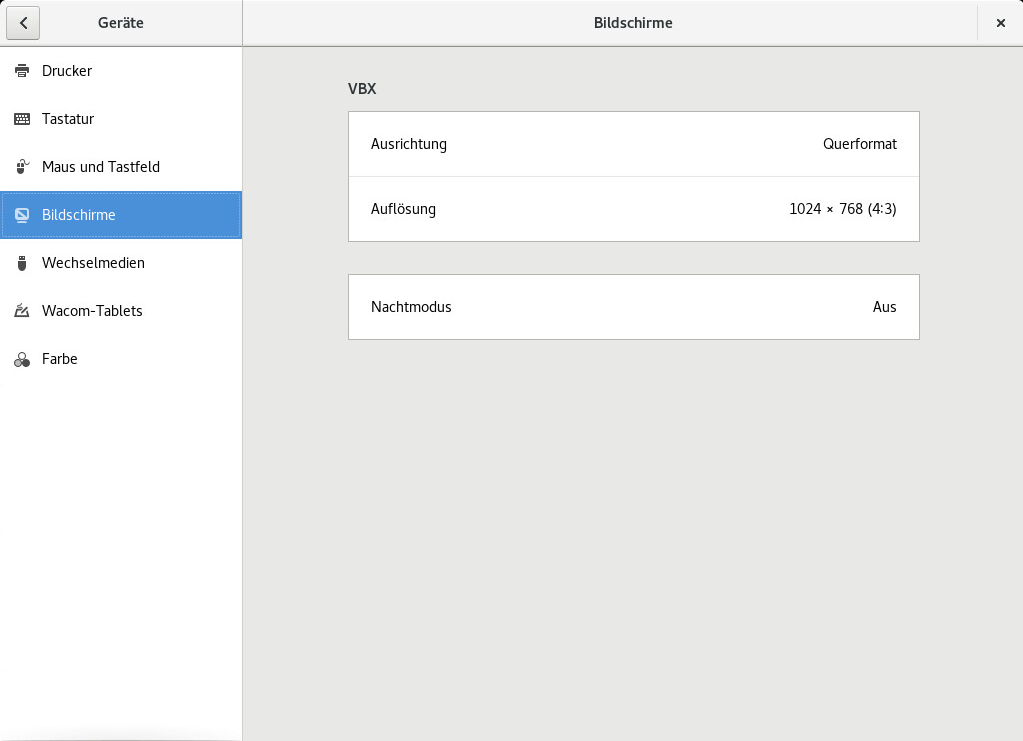 Geräte
Bildschirme
Drucker
Tastatur
Maus und Tastfeld
Bildschirme
Wechselmedien
Wacom-Tablets
Farbe
VBX
Ausrichtung Querformat
Auflösung 1024 × 768 (4:3)
Nachtmodus Aus